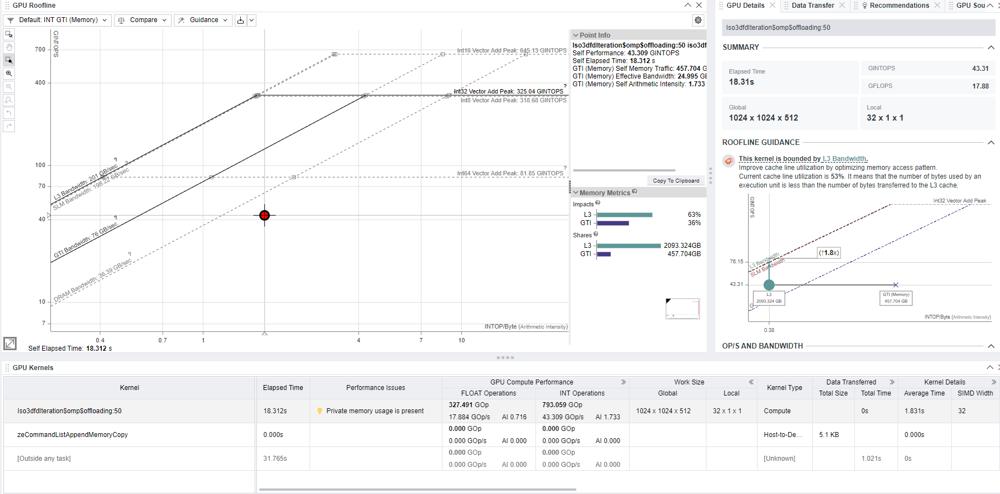 GPU Roofline
Default: INT GTI (Memory)
Compare
Guidance
GINTOPS
700
400
100
70
40
10
7
Int16 Vector Add Peak: 645.13 GINTOPS
?
Int32 Vector Add Peak: 325.04 GINTOPS
Int8 Vector Add Peak: 318.68 GINTOPS
?
Int64 Vector Add Peak: 81.85 GINTOPS
?
L3 Bandwidth: 201 GB/sec
?
SLM Bandwidth: 198.22 GB/sec
?
GTI Bandwidth: 76 GB/sec
?
DRAM Bandwidth: 36.39 GB/sec
INTOP/Byte (Arithmetic Intensity)
0.4
0.7
1
4
7
10
Self Elapsed Time: 18.312 s
Point Info
Iso3dfdIteration$omp$offloading:50 iso3df
Self Performance: 43.309 GINTOPS
Self Elapsed Time: 18.312 s
GTI (Memory) Self Memory Traffic: 457.704 G
GTI (Memory) Effective Bandwidth: 24.995 GB
GTI (Memory) Self Arithmetic Intensity: 1.733
Copy To Clipboard
Memory Metrics ?
Impacts ?
L3 63%
GTI 36%
Shares ?
L3 2093.324GB
GTI 457.704GB
GPU Details
Data Transfer
Recommendations
GPU Sou
Iso3dfdIteration$omp$offloading:50
SUMMARY
Elapsed Time
18.31s
GINTOPS 43.31
GFLOPS 17.88
Global
1024 x 1024 x 512
Local
32 x 1 x 1
ROOFLINE GUIDANCE
This kernel is bounded by L3 Bandwidth.
Improve cache line utilization by optimizing memory access pattern.
Current cache line utilization is 53%. It means that the number of bytes used by an
execution unit is less than the number of bytes transferred to the L3 cache.
GINTOPS
Int32 Vector Add Peak
(↑1.8x)
76.15
L3 Bandwidth
SLM Bandwidth
43.31
L3
2093.324 GB
GTI (Memory)
457.704 GB
G
INTOP/Byte (Arithmetic Intensity)
0.38
OP/S AND BANDWIDTH
GPU Kernels
Kernel
Elapsed Time
Performance Issues
GPU Compute Performance
FLOAT Operations
INT Operations
Work Size
Global
Local
Kernel Type
Data Transferred
Total Size
Total Time
Kernel Details
Average Time
SIMD Width
Iso3dfdIteration$omp$offloading:50
18.312s
Private memory usage is present
327.491 GOp
17.884 GOp/s AI 0.716
793.059 GOp
43.309 GOp/s AI 1.733
1024 x 1024 x 512
32 x 1 x 1
Compute
0s
1.831s
32
zeCommandListAppendMemoryCopy
0.000s
0.000 GOp
0.000 GOp/s AI 0.000
0.000 GOp
0.000 GOp/s AI 0.000
Host-to-De...
5.1 KB
0.000s
[Outside any task]
31.765s
0.000 GOp
0.000 GOp/s AI 0.000
0.000 GOp
0.000 GOp/s AI 0.000
[Unknown]
1.021s
0s